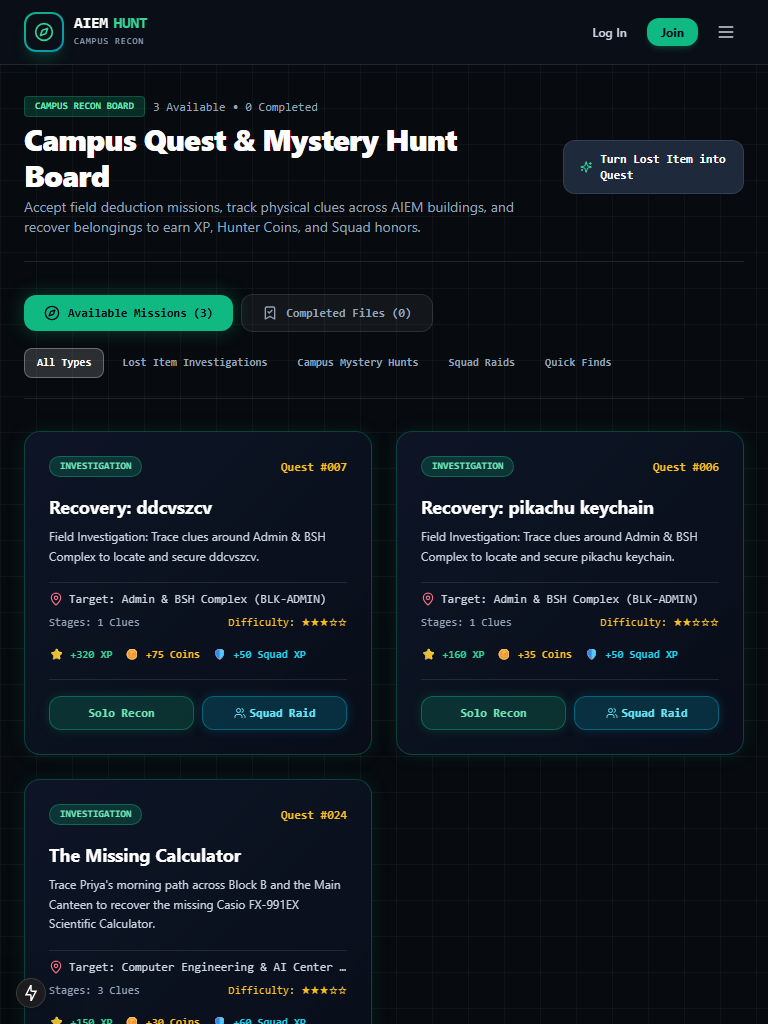 AIEM HUNT
CAMPUS RECON
Log In
Join
CAMPUS RECON BOARD
3 Available • 0 Completed
Campus Quest & Mystery Hunt
Board
Accept field deduction missions, track physical clues across AIEM buildings, and
recover belongings to earn XP, Hunter Coins, and Squad honors.
Turn Lost Item into
Quest
Available Missions (3)
Completed Files (0)
All Types
Lost Item Investigations
Campus Mystery Hunts
Squad Raids
Quick Finds
INVESTIGATION
Quest #007
Recovery: ddcvszcv
Field Investigation: Trace clues around Admin & BSH
Complex to locate and secure ddcvszcv.
Target: Admin & BSH Complex (BLK-ADMIN)
Stages: 1 Clues
Difficulty: ★★★☆☆
+320 XP
+75 Coins
+50 Squad XP
Solo Recon
Squad Raid
INVESTIGATION
Quest #006
Recovery: pikachu keychain
Field Investigation: Trace clues around Admin & BSH
Complex to locate and secure pikachu keychain.
Target: Admin & BSH Complex (BLK-ADMIN)
Stages: 1 Clues
Difficulty: ★★☆☆☆
+160 XP
+35 Coins
+50 Squad XP
Solo Recon
Squad Raid
INVESTIGATION
Quest #024
The Missing Calculator
Trace Priya's morning path across Block B and the Main
Canteen to recover the missing Casio FX-991EX
Scientific Calculator.
Target: Computer Engineering & AI Center …
Stages: 3 Clues
Difficulty: ★★★☆☆
+150 XP
+30 Coins
+60 Squad XP